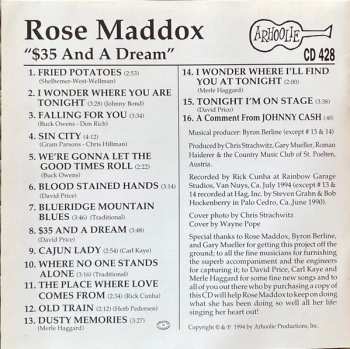 Rose Maddox
"$35 And A Dream"
ARHOOLIE
CD 428
1. FRIED POTATOES (2:53)
(Shelhemer-West-Wellman)
2. I WONDER WHERE YOU ARE
TONIGHT (3:28) (Johnny Bond)
3. FALLING FOR YOU (3:34)
(Buck Owens - Don Rich)
4. SIN CITY (4:12)
(Gram Parsons - Chris Hillman)
5. WE'RE GONNA LET THE
GOOD TIMES ROLL (2:22)
(Buck Owens)
6. BLOOD STAINED HANDS (3:14)
(David Price)
7. BLUERIDGE MOUNTAIN
BLUES (3:46) (Traditional)
8. $35 AND A DREAM (3:48)
(David Price)
9. CAJUN LADY (2:54) (Carl Kaye)
10. WHERE NO ONE STANDS
ALONE (3:16) (Traditional)
11. THE PLACE WHERE LOVE
COMES FROM (2:34) (Rick Cunha)
12. OLD TRAIN (2:12) (Herb Pedersen)
13. DUSTY MEMORIES (3:27)
(Merle Haggard)
14. I WONDER WHERE I'LL FIND
YOU AT TONIGHT (2:00)
(Merle Haggard)
15. TONIGHT I'M ON STAGE (3:38)
(David Price)
16. A Comment From JOHNNY CASH (:40)
Musical producer: Byron Berline (except # 13 & 14)
Produced by Chris Strachwitz, Gary Mueller, Roman
Haiderer & the Country Music Club of St. Poelten,
Austria.
Recorded by Rick Cunha at Rainbow Garage
Studios, Van Nuys, Ca. July 1994 (except # 13 &
14 recorded at Hag. Inc. by Steven Grahn & Bob
Hockenberry in Palo Cedro, Ca., June 1990).
Cover photo by Chris Strachwitz
Cover by Wayne Pope
Special thanks to Rose Maddox, Byron Berline,
and Gary Mueller for getting this project off the
ground; to all the fine musicians for furnishing
the superb accompaniment and engineers for
capturing it; to David Price, Carl Kaye and
Merle Haggard for some fine new songs and to
all of you out there who by purchasing a copy of
this CD will help Rose Maddox to keep on doing
what she has been doing so well all her life
singing her heart out!
Copyright © & ℗ 1994 by Arhoolie Productions, Inc.